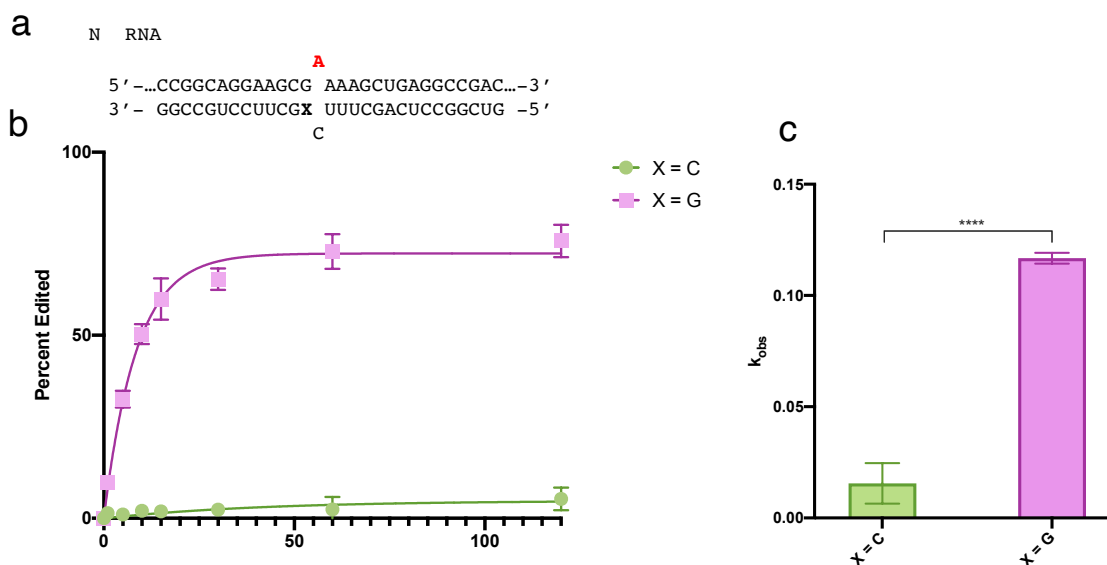 a
N RNA
A
5’-…CCGGCAGGAAGCG AAAGCUGAGGCCGAC…-3’
3’- GGCCGUCCUUCGX UUUCGACUCCGGCUG -5’
C
b
100
50
0
Percent Edited
0 50 100
X = C
X = G
c
0.15
0.10
0.05
0.00
kobs
****
X = C
X = G